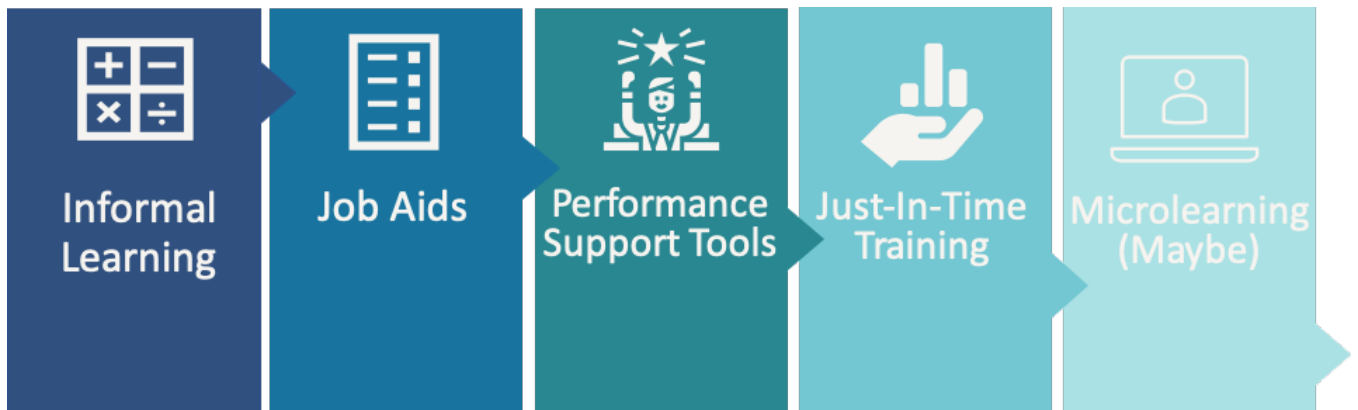 Informal
Learning
Job Aids
Performance
Support Tools
Just-In-Time
Training
Microlearning
(Maybe)